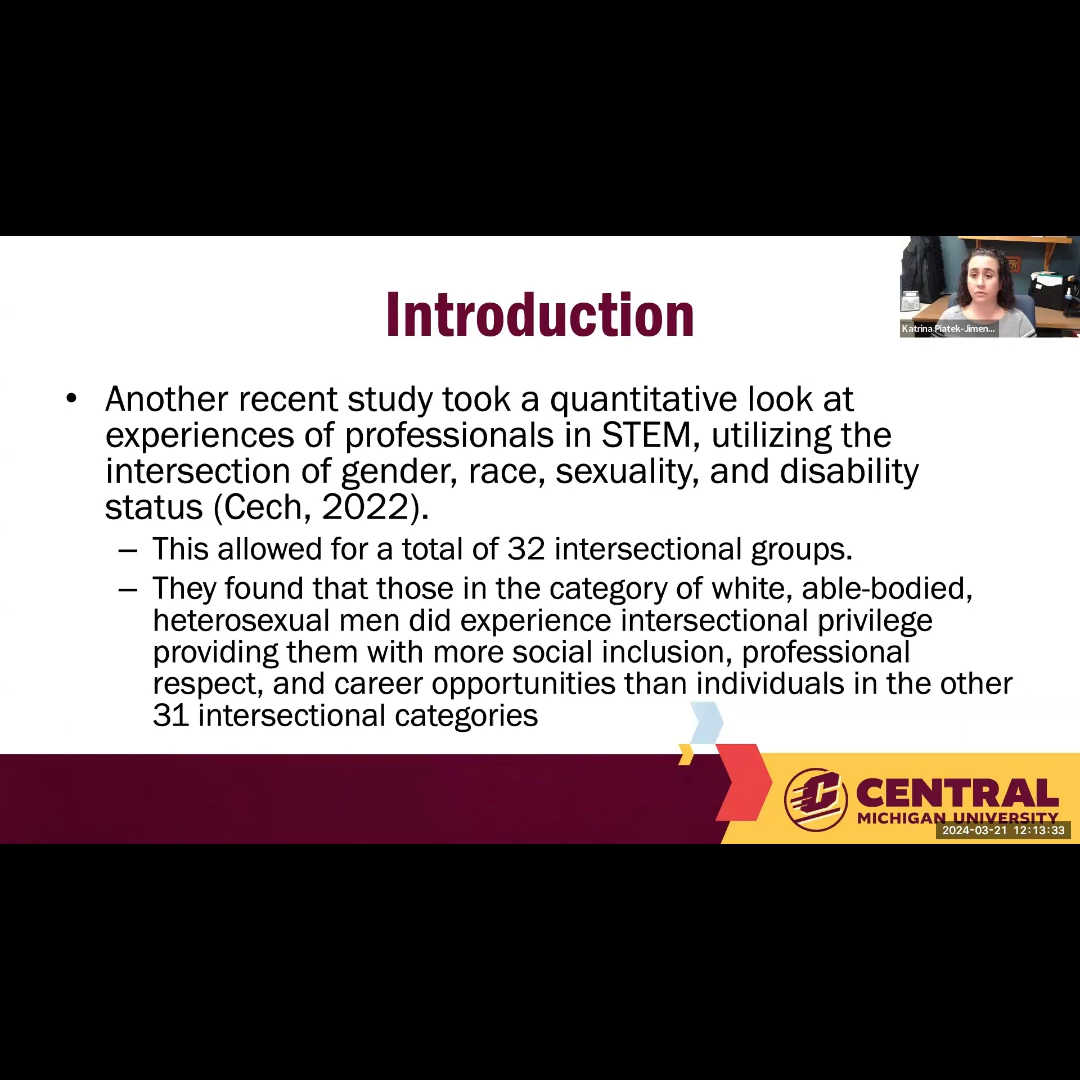 Introduction
Katrina Piatek-Jimen...
• Another recent study took a quantitative look at
experiences of professionals in STEM, utilizing the
intersection of gender, race, sexuality, and disability
status (Cech, 2022).
– This allowed for a total of 32 intersectional groups.
– They found that those in the category of white, able-bodied,
heterosexual men did experience intersectional privilege
providing them with more social inclusion, professional
respect, and career opportunities than individuals in the other
31 intersectional categories
C
CENTRAL
MICHIGAN UNIVERSITY
2024-03-21 12:13:33